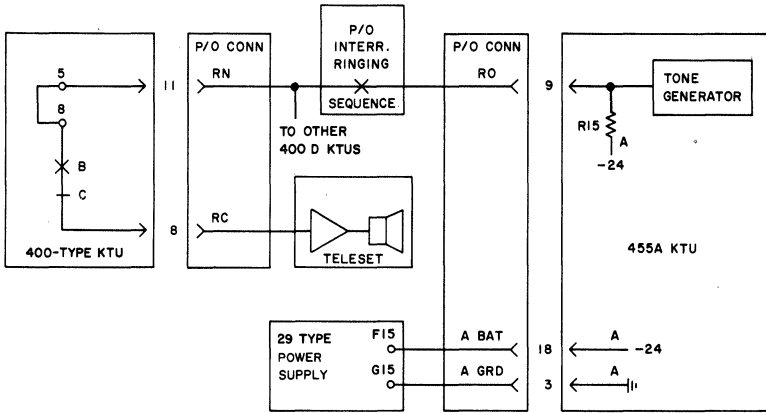 5
8
B
C
400-TYPE KTU
11
8
P/O CONN
RN
RC
TO OTHER
400 D KTUS
P/O
INTERR.
RINGING
SEQUENCE
TELESET
P/O CONN
RO
9
TONE
GENERATOR
R15
A
-24
455A KTU
29 TYPE
POWER
SUPPLY
F15
G15
A BAT
A GRD
18
3
A
-24
A